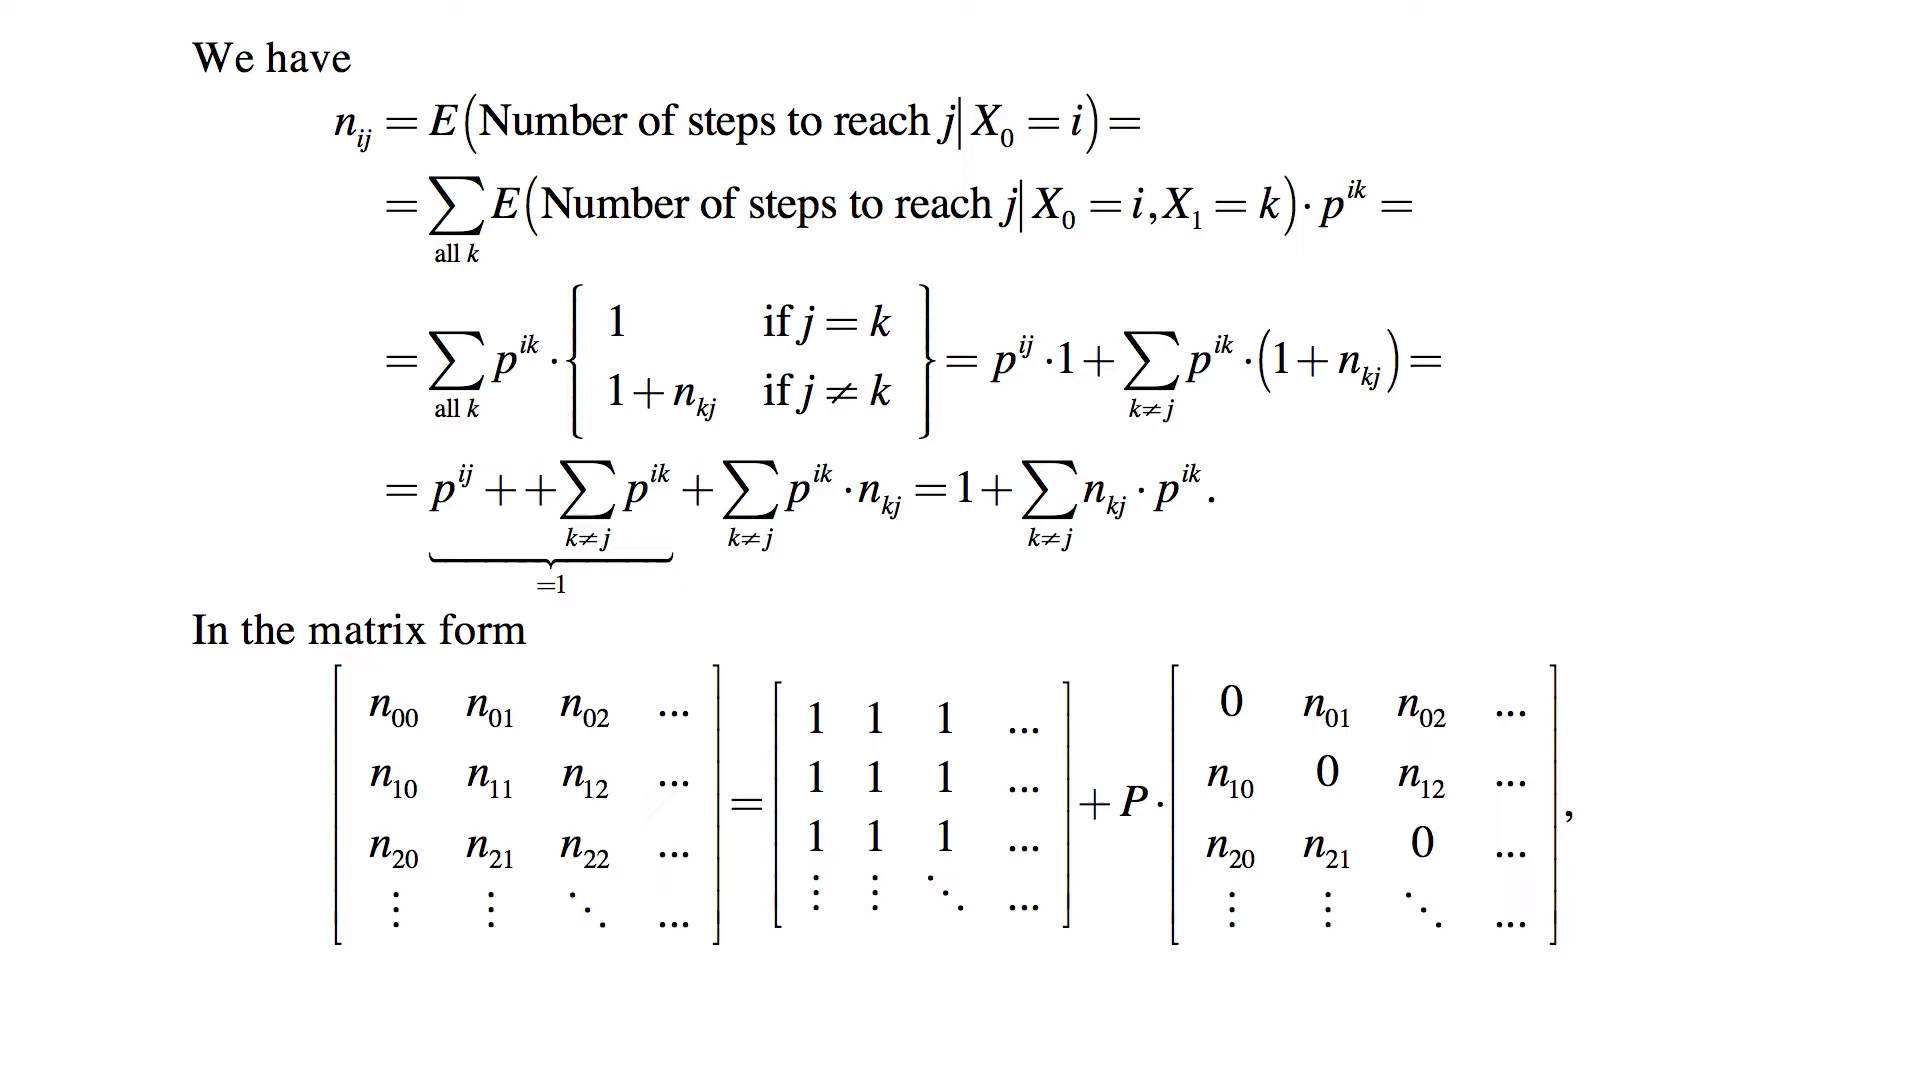 We have
n_{ij} = E(Number of steps to reach j | X_0 = i) =
= \sum_{all k} E(Number of steps to reach j | X_0 = i, X_1 = k) · p^{ik} =
= \sum_{all k} p^{ik} · { 1 if j = k; 1 + n_{kj} if j ≠ k } = p^{ij} · 1 + \sum_{k≠j} p^{ik} · (1 + n_{kj}) =
= \underbrace{p^{ij} + + \sum_{k≠j} p^{ik}}_{=1} + \sum_{k≠j} p^{ik} · n_{kj} = 1 + \sum_{k≠j} n_{kj} · p^{ik}.
In the matrix form
[ n_{00} n_{01} n_{02} ... ; n_{10} n_{11} n_{12} ... ; n_{20} n_{21} n_{22} ... ; ⋮ ⋮ ⋱ ... ] = [ 1 1 1 ... ; 1 1 1 ... ; 1 1 1 ... ; ⋮ ⋮ ⋱ ... ] + P · [ 0 n_{01} n_{02} ... ; n_{10} 0 n_{12} ... ; n_{20} n_{21} 0 ... ; ⋮ ⋮ ⋱ ... ],